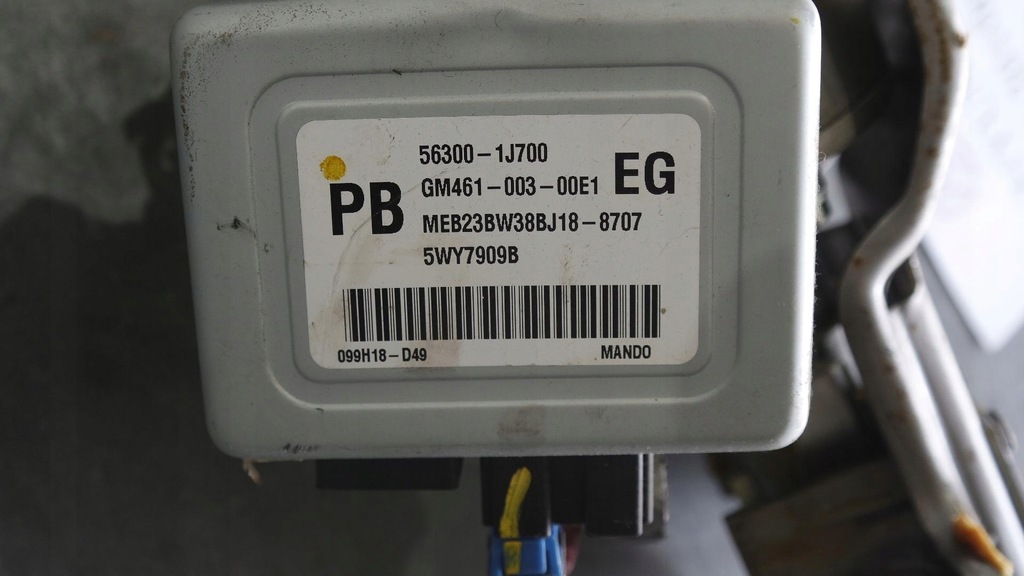 56300-1J700
PB
GM461-003-00E1
EG
MEB23BW38BJ18-8707
5WY7909B
099H18-D49
MANDO